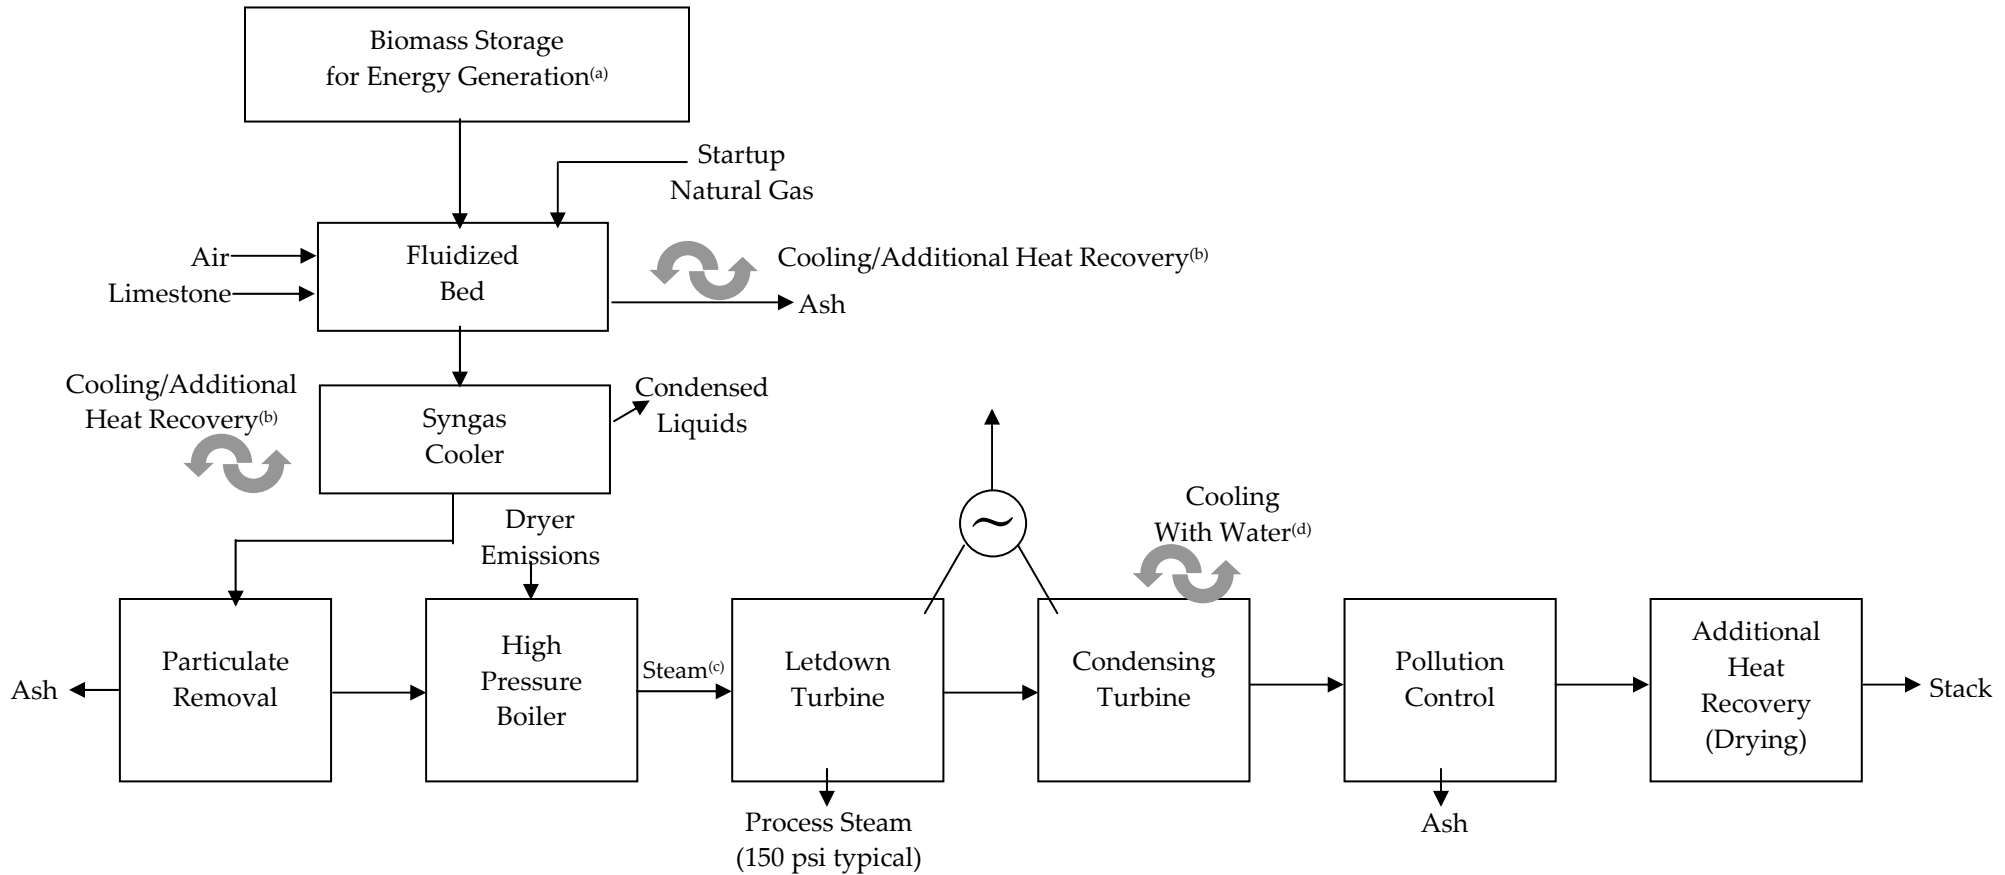 Biomass Storage
for Energy Generation(a)
Startup
Natural Gas
Air
Limestone
Fluidized
Bed
Cooling/Additional Heat Recovery(b)
Ash
Cooling/Additional
Heat Recovery(b)
Syngas
Cooler
Condensed
Liquids
Dryer
Emissions
~
Cooling
With Water(d)
Ash
Particulate
Removal
High
Pressure
Boiler
Steam(c)
Letdown
Turbine
Condensing
Turbine
Pollution
Control
Additional
Heat
Recovery
(Drying)
Stack
Process Steam
(150 psi typical)
Ash